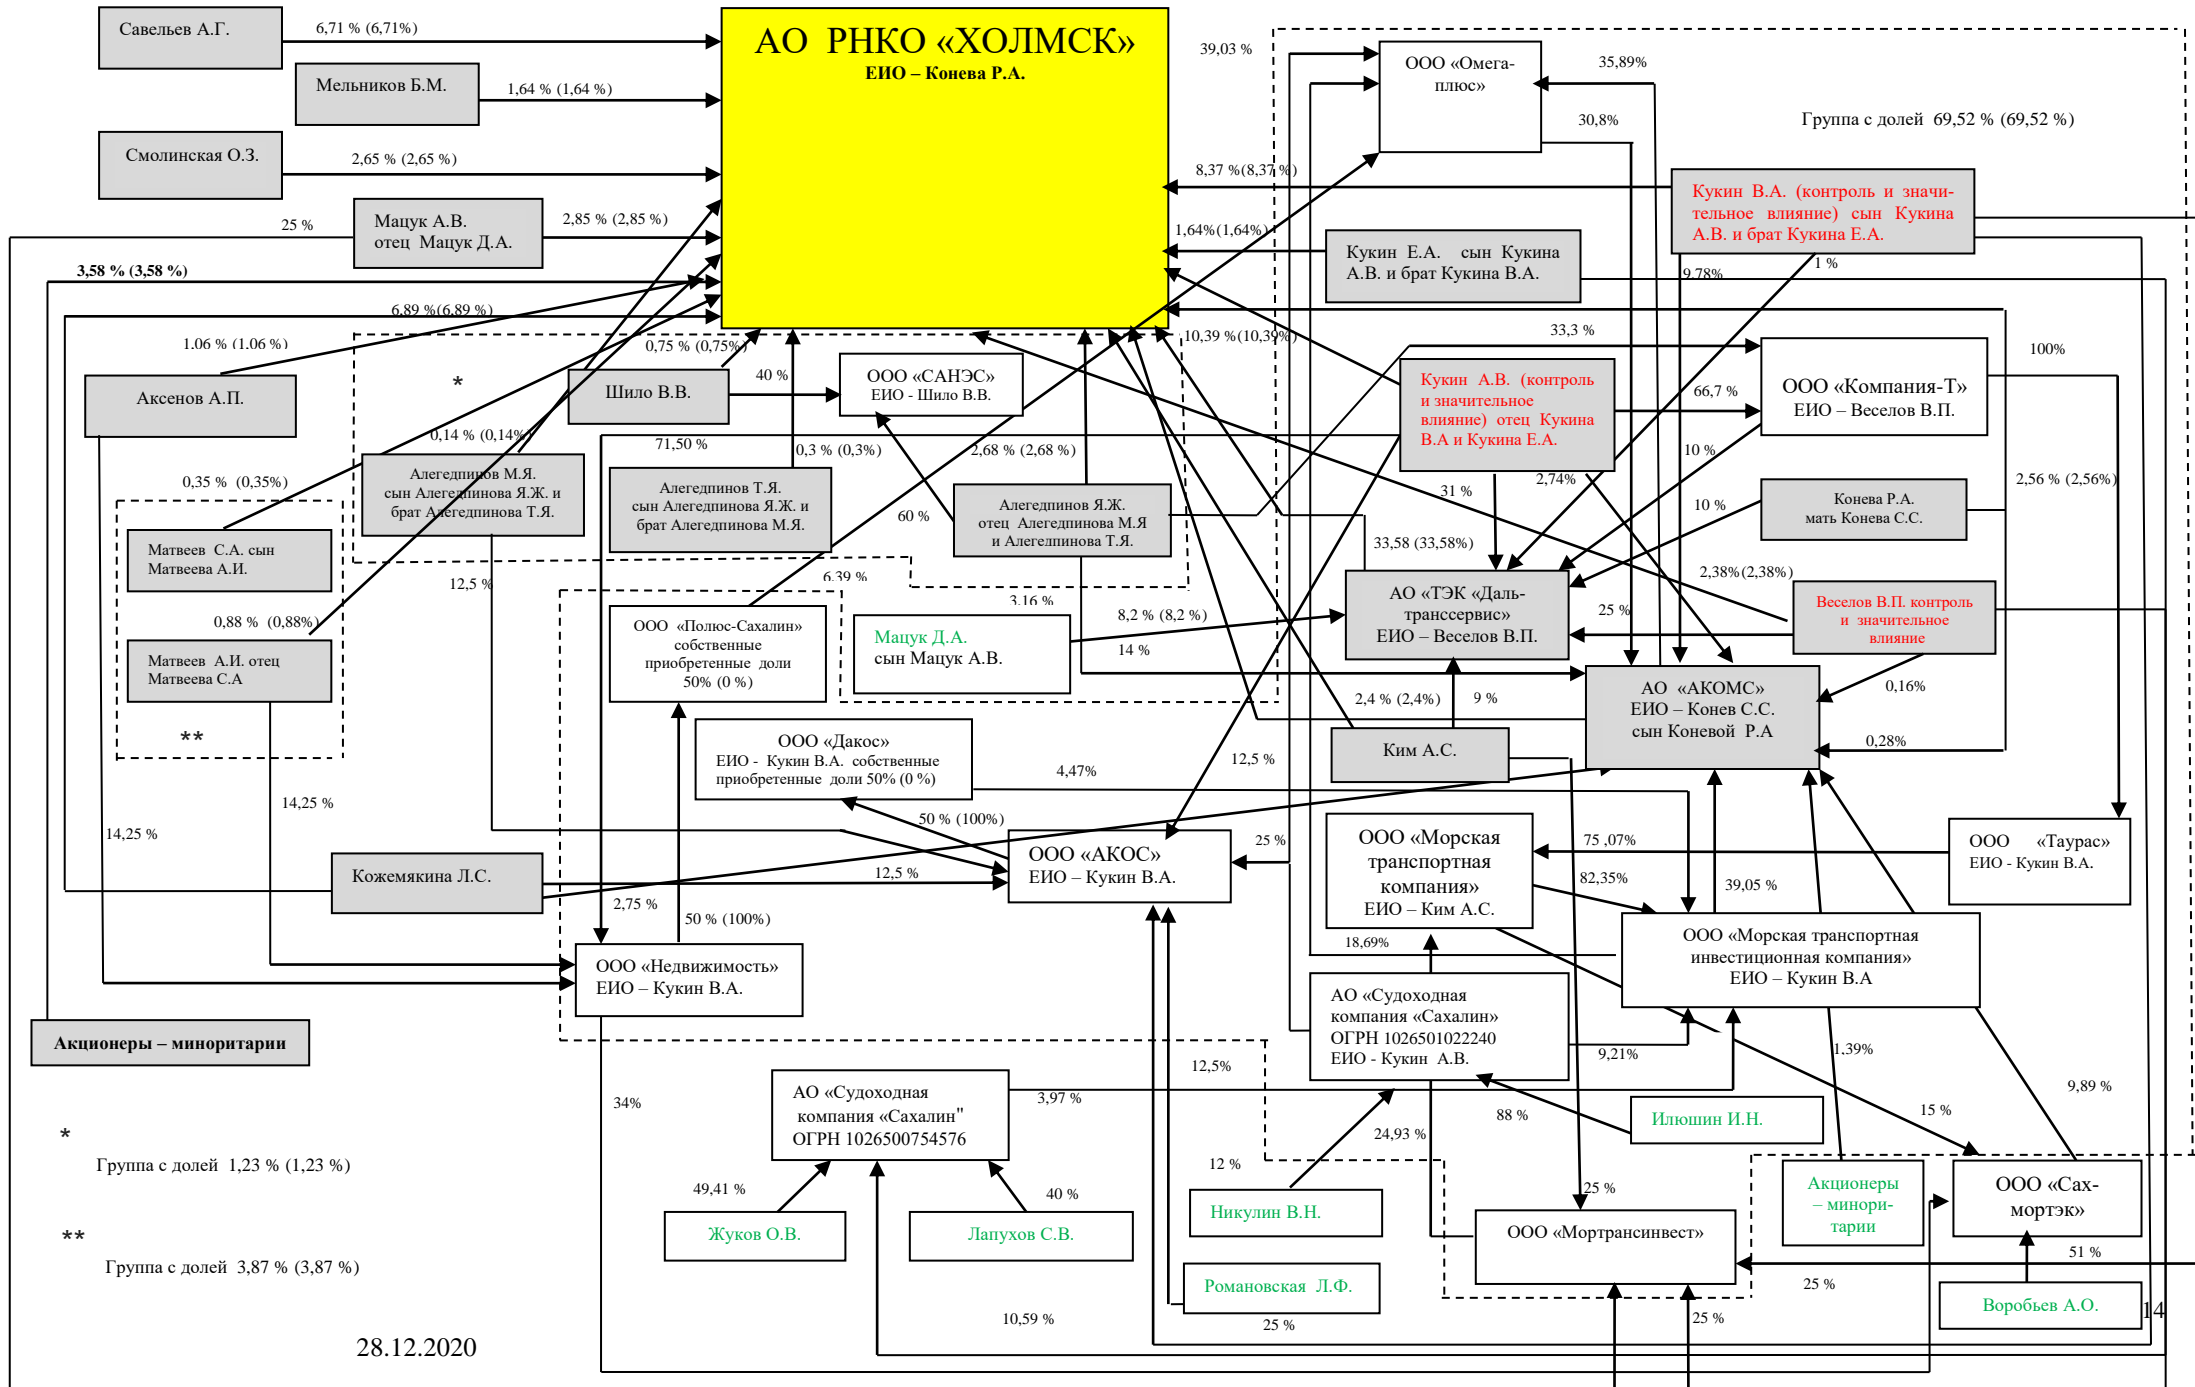 Савельев А.Г.
6,71 % (6,71%)
АО РНКО «ХОЛМСК»
ЕИО – Конева Р.А.
39,03 %
ООО «Омега-
плюс»
35,89%
Мельников Б.М.
1,64 % (1,64 %)
30,8%
Группа с долей 69,52 % (69,52 %)
Смолинская О.З.
2,65 % (2,65 %)
8,37 %(8,37 %)
Кукин В.А. (контроль и значи-
тельное влияние) сын Кукина
А.В. и брат Кукина Е.А.
25 %
Мацук А.В.
отец Мацук Д.А.
2,85 % (2,85 %)
1,64%(1,64%)
Кукин Е.А. сын Кукина
А.В. и брат Кукина В.А.
9,78%
1 %
3,58 % (3,58 %)
6,89 %(6,89 %)
1,06 % (1,06 %)
0,75 % (0,75%)
10,39 %(10,39%)
33,3 %
100%
*
Аксенов А.П.
Шило В.В.
40 %
ООО «САНЭС»
ЕИО - Шило В.В.
Кукин А.В. (контроль
и значительное
влияние) отец Кукина
В.А и Кукина Е.А.
66,7 %
ООО «Компания-Т»
ЕИО – Веселов В.П.
0,14 % (0,14%)
71,50 %
0,3 % (0,3%)
2,68 % (2,68 %)
10 %
0,35 % (0,35%)
Алегедпинов М.Я.
сын Алегедпинова Я.Ж. и
брат Алегедпинова Т.Я.
Алегедпинов Т.Я.
сын Алегедпинова Я.Ж. и
брат Алегедпинова М.Я.
60 %
Алегедпинов Я.Ж.
отец Алегедпинова М.Я
и Алегедпинова Т.Я.
31 %
2,74%
10 %
Конева Р.А.
мать Конева С.С.
2,56 % (2,56%)
Матвеев С.А. сын
Матвеева А.И.
12,5 %
6,39 %
3,16 %
33,58 (33,58%)
АО «ТЭК «Даль-
транссервис»
ЕИО – Веселов В.П.
2,38%(2,38%)
25 %
Веселов В.П. контроль
и значительное
влияние
0,88 % (0,88%)
ООО «Полюс-Сахалин»
собственные
приобретенные доли
50% (0 %)
Мацук Д.А.
сын Мацук А.В.
8,2 % (8,2 %)
14 %
Матвеев А.И. отец
Матвеева С.А
**
2,4 % (2,4%)
9 %
АО «АКОМС»
ЕИО – Конев С.С.
сын Коневой Р.А
0,16%
0,28%
ООО «Дакос»
ЕИО - Кукин В.А. собственные
приобретенные доли 50% (0 %)
4,47%
12,5 %
Ким А.С.
14,25 %
14,25 %
50 % (100%)
25 %
ООО «АКОС»
ЕИО – Кукин В.А.
ООО «Морская
транспортная
компания»
ЕИО – Ким А.С.
75 ,07%
ООО «Таурас»
ЕИО - Кукин В.А.
82,35%
39,05 %
Кожемякина Л.С.
12,5 %
2,75 %
50 % (100%)
18,69%
ООО «Морская транспортная
инвестиционная компания»
ЕИО – Кукин В.А
ООО «Недвижимость»
ЕИО – Кукин В.А.
АО «Судоходная
компания «Сахалин»
ОГРН 1026501022240
ЕИО - Кукин А.В.
9,21%
1,39%
9,89 %
Акционеры – миноритарии
12,5%
АО «Судоходная
компания «Сахалин"
ОГРН 1026500754576
3,97 %
34%
88 %
Илюшин И.Н.
15 %
*
Группа с долей 1,23 % (1,23 %)
24,93 %
12 %
49,41 %
40 %
25 %
Никулин В.Н.
Акционеры
– минори-
тарии
ООО «Сах-
мортэк»
**
Группа с долей 3,87 % (3,87 %)
Жуков О.В.
Лапухов С.В.
ООО «Мортрансинвест»
51 %
25 %
Романовская Л.Ф.
Воробьев А.О.
14
10,59 %
25 %
25 %
28.12.2020